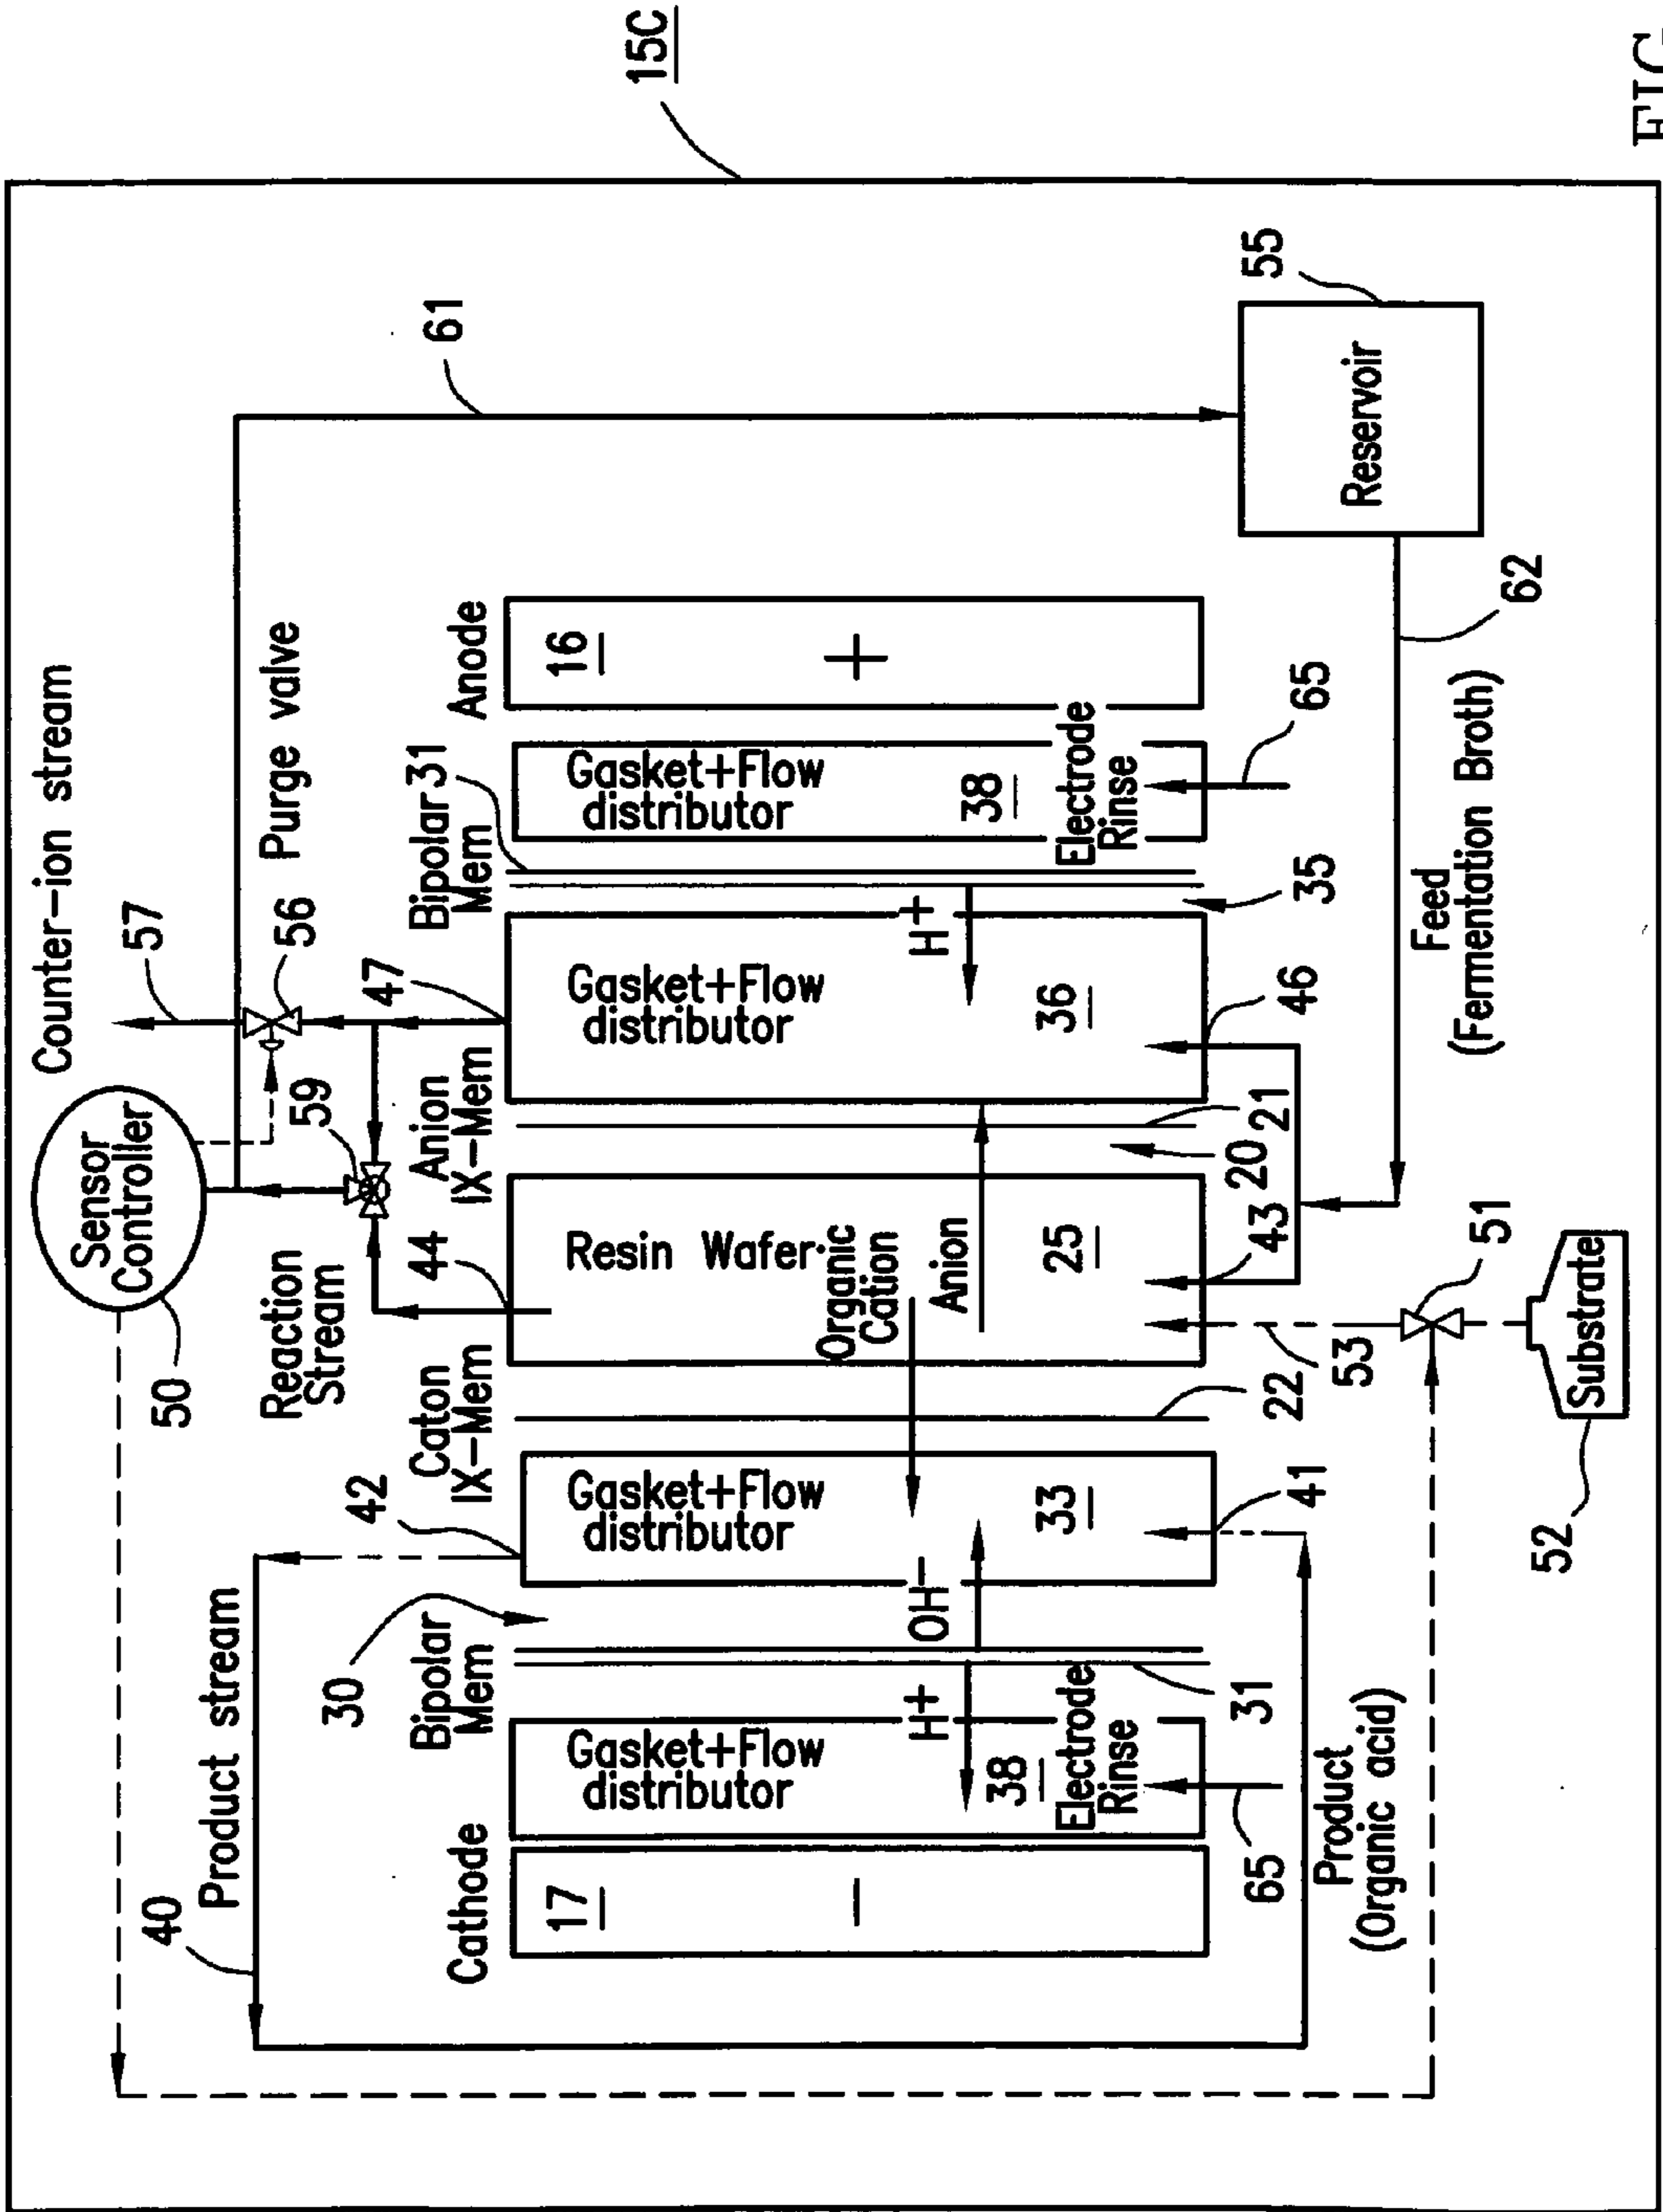 Counter-ion stream
Sensor
Controller
57
40
50
Product stream
Reaction
Stream
59
56
Purge valve
30
42
44
47
61
Cathode
Bipolar
Mem
Caton
IX-Mem
Anion
IX-Mem
Bipolar
Mem
31
Anode
17
Gasket+Flow
distributor
Gasket+Flow
distributor
Resin Wafer
Gasket+Flow
distributor
Gasket+Flow
distributor
16
15C
−
H+
OH−
Organic
Cation
Anion
H+
+
38
33
25
36
38
Electrode
Rinse
Electrode
Rinse
65
31
41
22
43
20
21
46
35
65
55
Product
(Organic acid)
53
Reservoir
Feed
(Fermentation Broth)
51
62
52
Substrate
FIG